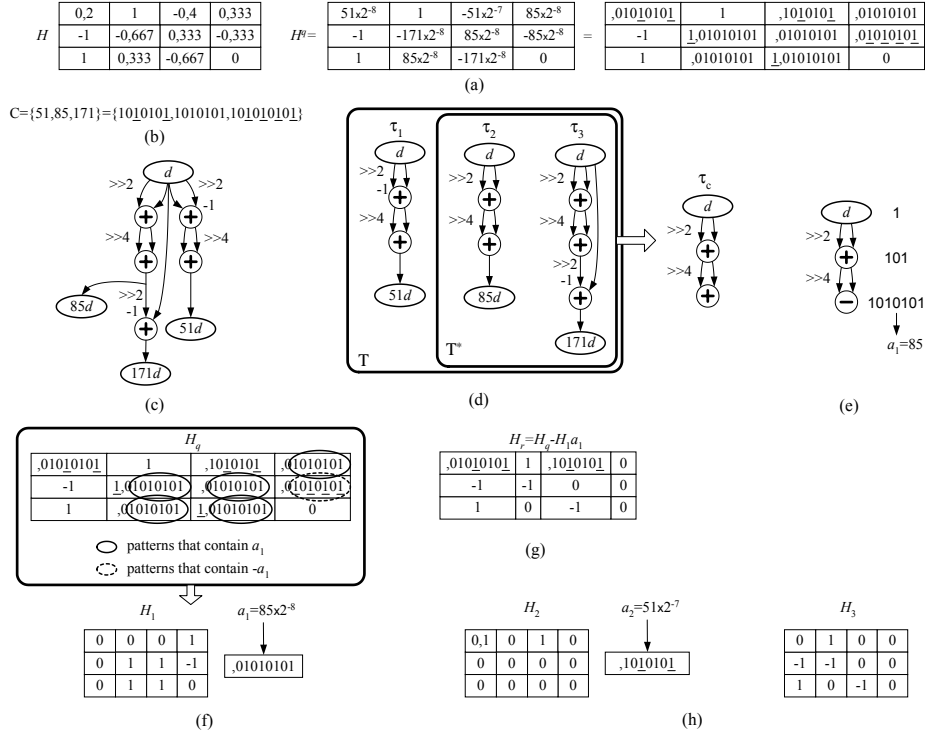 H
0,2 1 -0,4 0,333
-1 -0,667 0,333 -0,333
1 0,333 -0,667 0
Hq=
51x2-8 1 -51x2-7 85x2-8
-1 -171x2-8 85x2-8 -85x2-8
1 85x2-8 -171x2-8 0
=
,01010101 1 ,1010101 ,01010101
-1 1,01010101 ,01010101 ,01010101
1 ,01010101 1,01010101 0
(a)
C={51,85,171}={1010101,1010101,101010101}
(b)
d
>>2 >>2
-1
>>4 >>4
>>2
-1
85d
51d
171d
(c)
τ1 τ2 τ3
d d d
>>2 >>2 >>2
-1
>>4 >>4 >>4
>>2
-1
51d 85d
171d
T T*
(d)
τc
d
>>2
>>4
d 1
>>2
101
>>4
1010101
a1=85
(e)
Hq
,01010101 1 ,1010101 ,01010101
-1 1,01010101 ,01010101 ,01010101
1 ,01010101 1,01010101 0
patterns that contain a1
patterns that contain -a1
H1
0 0 0 1
0 1 1 -1
0 1 1 0
a1=85x2-8
,01010101
(f)
Hr=Hq-H1a1
,01010101 1 ,1010101 0
-1 -1 0 0
1 0 -1 0
(g)
H2
0,1 0 1 0
0 0 0 0
0 0 0 0
a2=51x2-7
,1010101
H3
0 1 0 0
-1 -1 0 0
1 0 -1 0
(h)